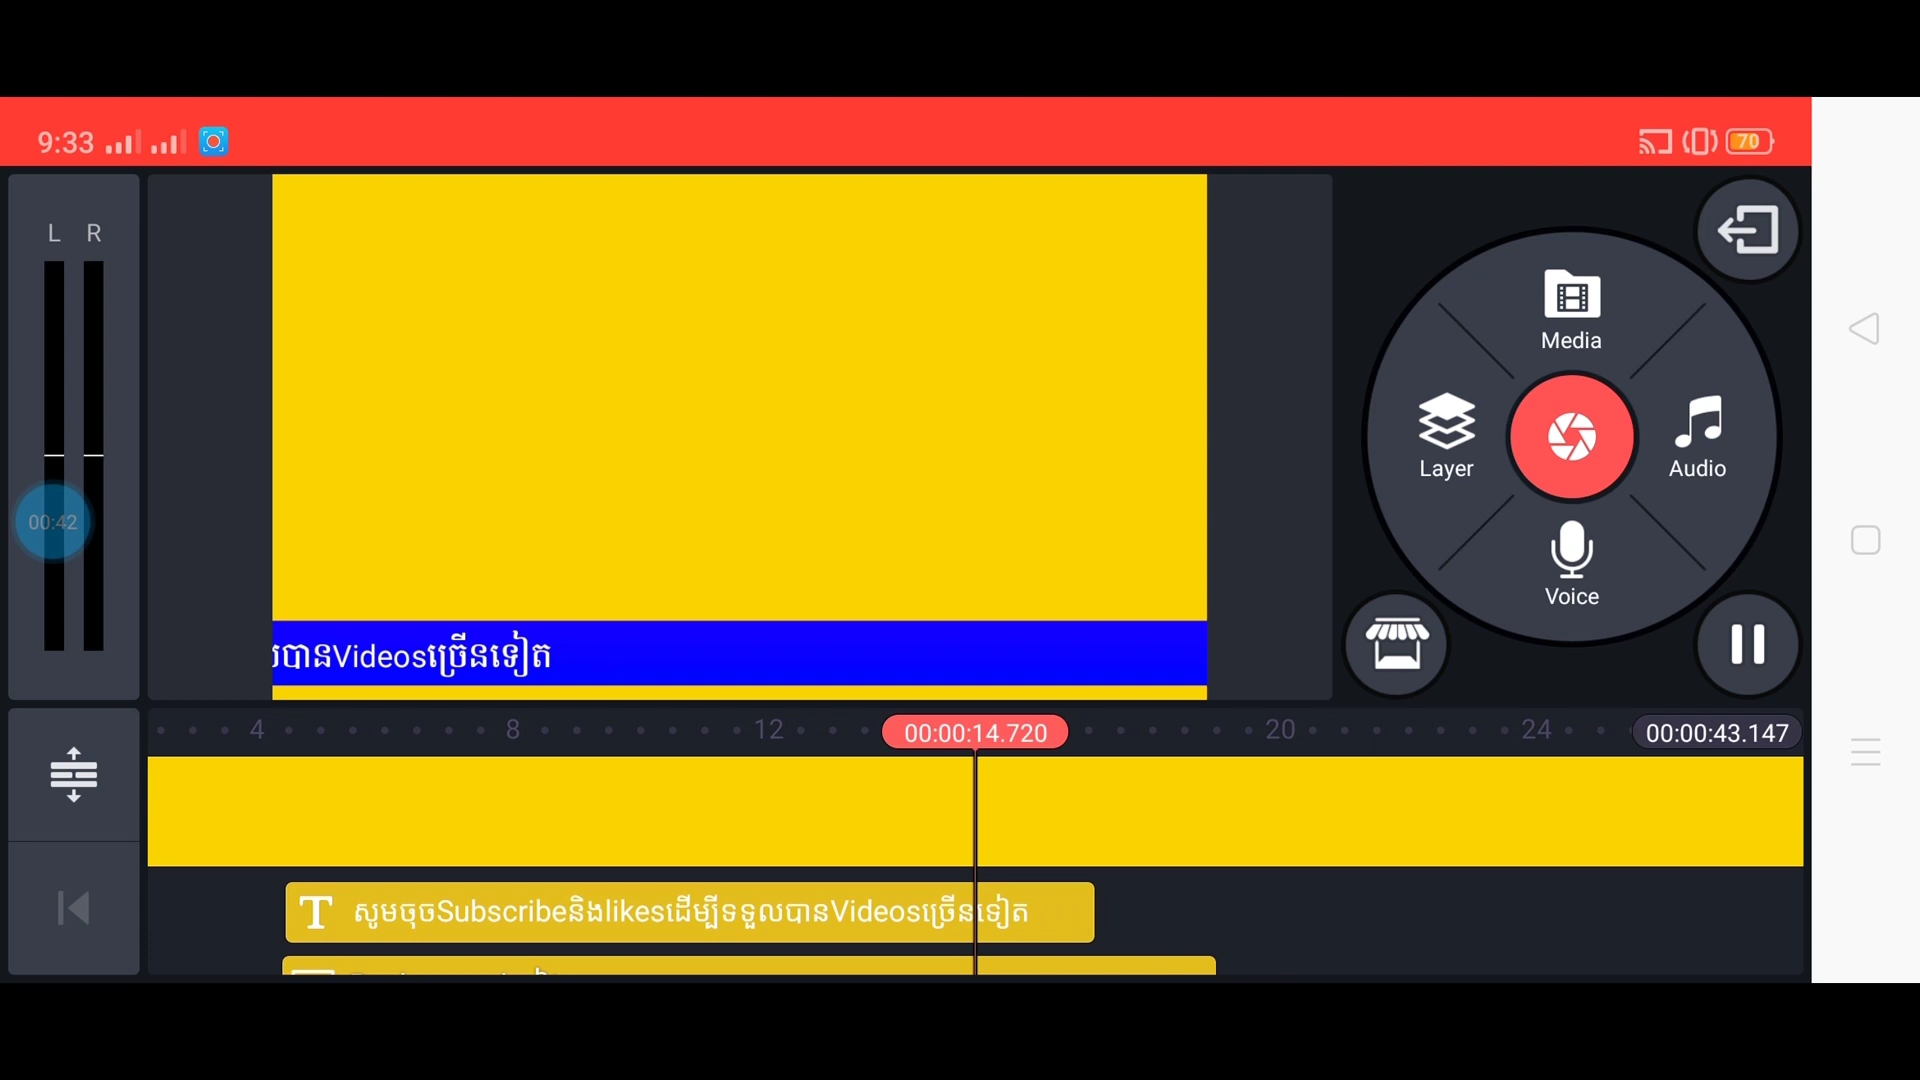 9:33
70
L R
00:42
Media
Layer
Audio
Voice
បានVideosច្រើនទៀត
4 8 12 00:00:14.720 20 24 00:00:43.147
សូមចុចSubscribeនិងlikesដើម្បីទទួលបានVideosច្រើនទៀត